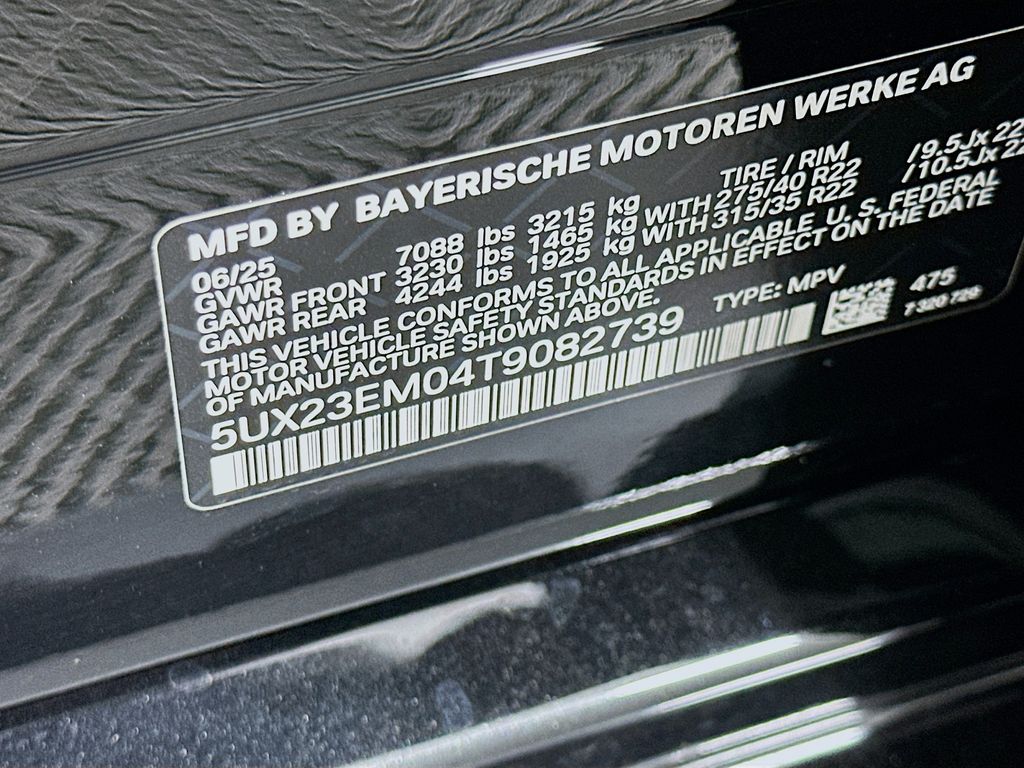 MFD BY BAYERISCHE MOTOREN WERKE AG
06/25 TIRE / RIM
GVWR 7088 lbs 3215 kg
GAWR FRONT 3230 lbs 1465 kg WITH 275/40 R22 /9.5Jx 22
GAWR REAR 4244 lbs 1925 kg WITH 315/35 R22 /10.5Jx 22
THIS VEHICLE CONFORMS TO ALL APPLICABLE U. S. FEDERAL
MOTOR VEHICLE SAFETY STANDARDS IN EFFECT ON THE DATE
OF MANUFACTURE SHOWN ABOVE.
5UX23EM04T9082739 TYPE: MPV 475
7 320 726